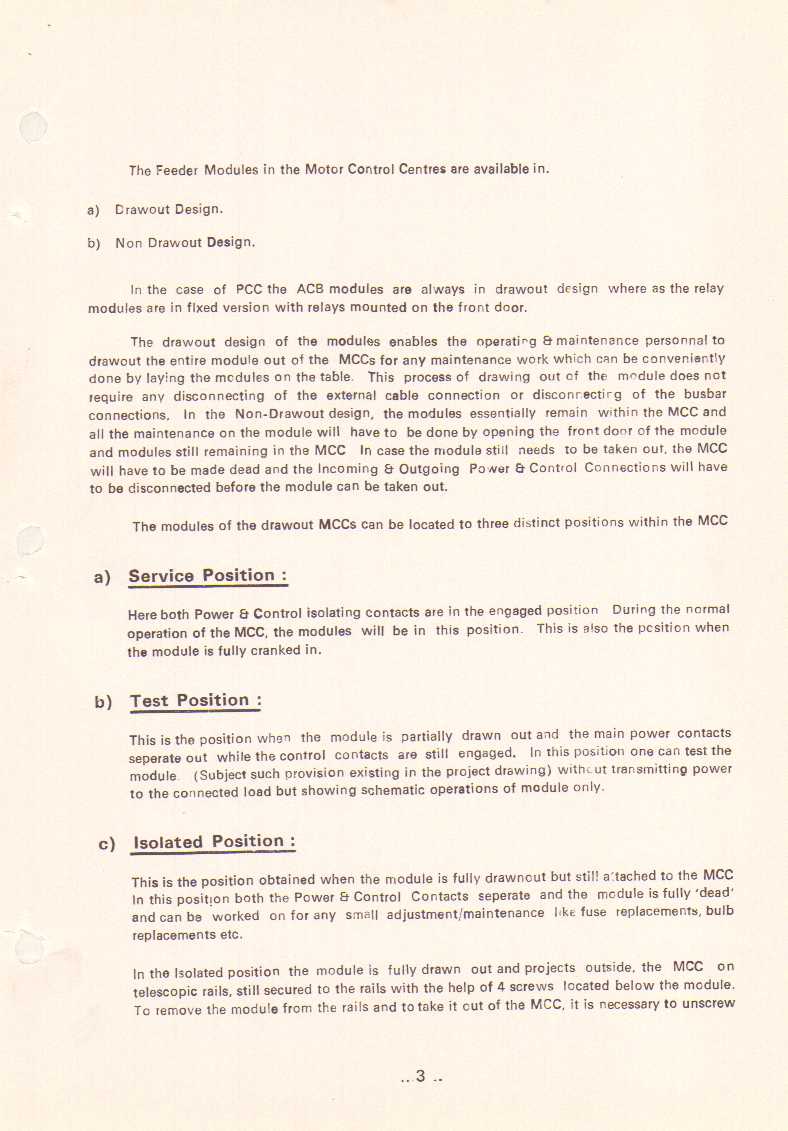 The Feeder Modules in the Motor Control Centres are available in.
a) Drawout Design.
b) Non Drawout Design.
In the case of PCC the ACB modules are always in drawout design where as the relay
modules are in fixed version with relays mounted on the front door.
The drawout design of the modules enables the operating & maintenance personnal to
drawout the entire module out of the MCCs for any maintenance work which can be conveniently
done by laying the modules on the table. This process of drawing out of the module does not
require any disconnecting of the external cable connection or disconnecting of the busbar
connections. In the Non-Drawout design, the modules essentially remain within the MCC and
all the maintenance on the module will have to be done by opening the front door of the module
and modules still remaining in the MCC In case the module still needs to be taken out, the MCC
will have to be made dead and the Incoming & Outgoing Power & Control Connections will have
to be disconnected before the module can be taken out.
The modules of the drawout MCCs can be located to three distinct positions within the MCC
a) Service Position :
Here both Power & Control isolating contacts are in the engaged position During the normal
operation of the MCC, the modules will be in this position. This is also the position when
the module is fully cranked in.
b) Test Position :
This is the position when the module is partially drawn out and the main power contacts
seperate out while the control contacts are still engaged. In this position one can test the
module. (Subject such provision existing in the project drawing) without transmitting power
to the connected load but showing schematic operations of module only.
c) Isolated Position :
This is the position obtained when the module is fully drawnout but still attached to the MCC
In this position both the Power & Control Contacts seperate and the module is fully 'dead'
and can be worked on for any small adjustment/maintenance like fuse replacements, bulb
replacements etc.
In the Isolated position the module is fully drawn out and projects outside, the MCC on
telescopic rails, still secured to the rails with the help of 4 screws located below the module.
To remove the module from the rails and to take it out of the MCC, it is necessary to unscrew
.. 3 ..